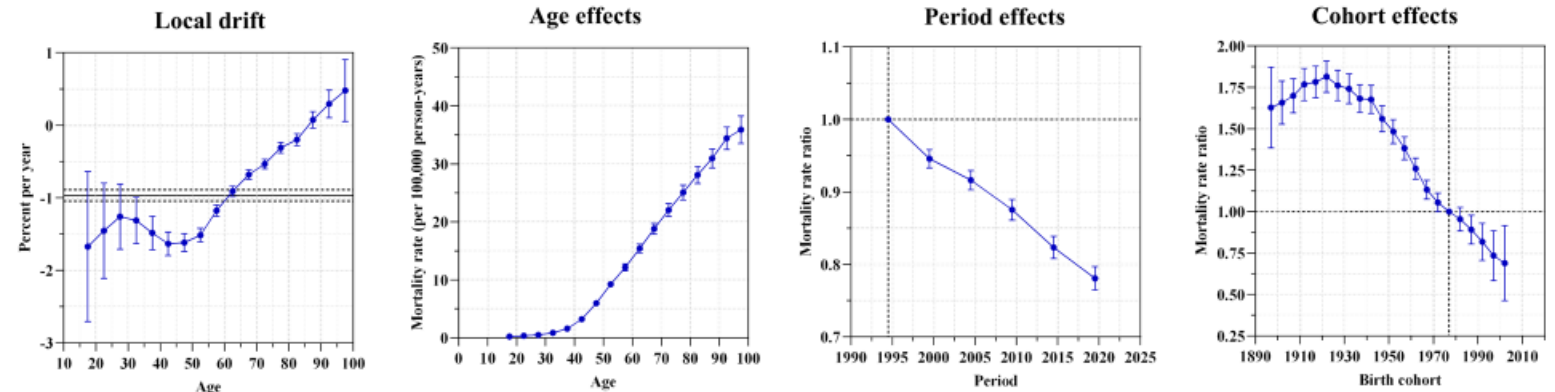 Local drift
Percent per year
1
0
-1
-2
-3
10 20 30 40 50 60 70 80 90 100
Age
Age effects
Mortality rate (per 100,000 person-years)
50
40
30
20
10
0
0 10 20 30 40 50 60 70 80 90 100
Age
Period effects
Mortality rate ratio
1.1
1.0
0.9
0.8
0.7
1990 1995 2000 2005 2010 2015 2020 2025
Period
Cohort effects
Mortality rate ratio
2.00
1.75
1.50
1.25
1.00
0.75
0.50
0.25
1890 1910 1930 1950 1970 1990 2010
Birth cohort